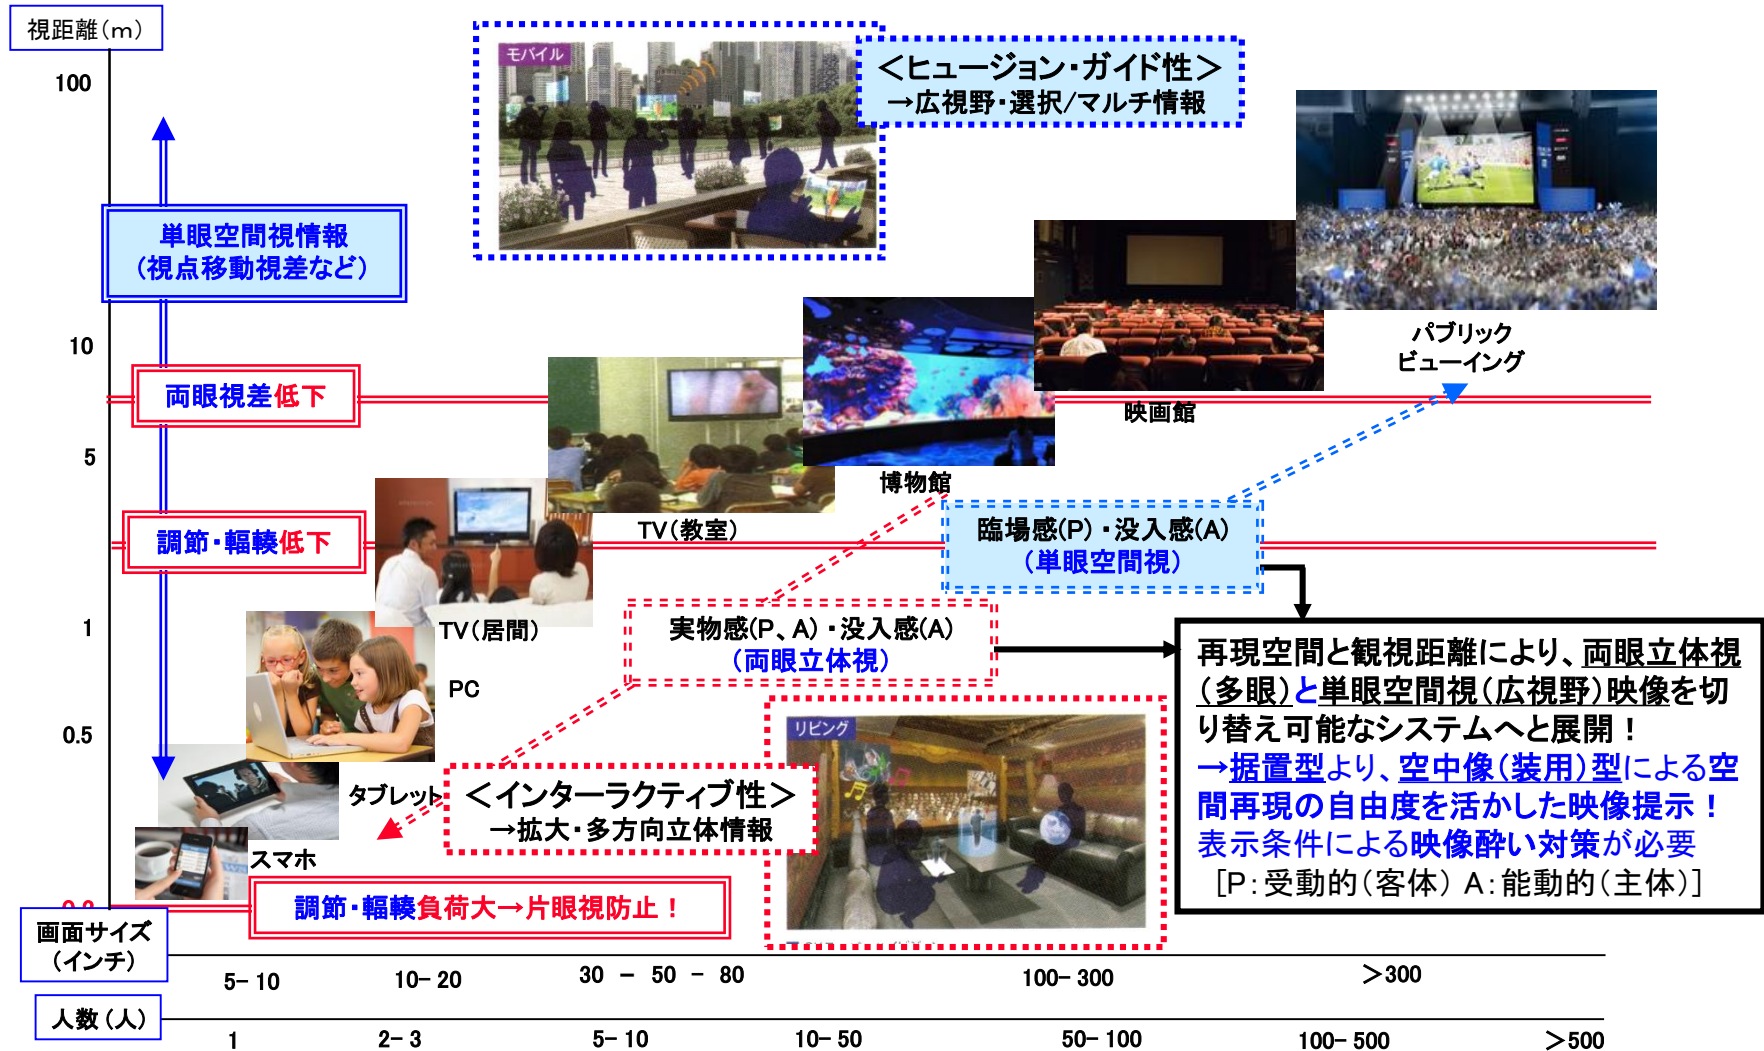 視距離（ｍ）
100
10
5
1
0.5
モバイル
＜ヒュージョン・ガイド性＞
→広視野・選択/マルチ情報
単眼空間視情報
（視点移動視差など）
両眼視差低下
調節・輻輳低下
パブリック
ビューイング
映画館
博物館
TV（教室）
TV（居間）
PC
タブレット
スマホ
臨場感(P)・没入感(A)
（単眼空間視）
実物感(P、A)・没入感(A)
（両眼立体視）
＜インターラクティブ性＞
→拡大・多方向立体情報
リビング
調節・輻輳負荷大→片眼視防止！
再現空間と観視距離により、両眼立体視
（多眼）と単眼空間視（広視野）映像を切
り替え可能なシステムへと展開！
→据置型より、空中像（装用）型による空
間再現の自由度を活かした映像提示！
表示条件による映像酔い対策が必要
［P：受動的（客体） A：能動的（主体）］
画面サイズ
（インチ）
5-10
10-20
30 - 50 - 80
100-300
＞300
人数（人）
1
2-3
5-10
10-50
50-100
100-500
＞500